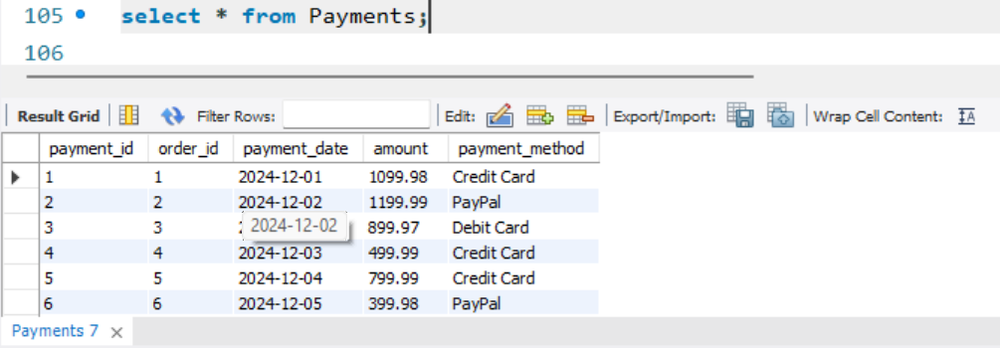 105 select * from Payments;
106
Result Grid Filter Rows: Edit: Export/Import: Wrap Cell Content: IA
payment_id order_id payment_date amount payment_method
1 1 2024-12-01 1099.98 Credit Card
2 2 2024-12-02 1199.99 PayPal
3 3 2024-12-02 899.97 Debit Card
4 4 2024-12-03 499.99 Credit Card
5 5 2024-12-04 799.99 Credit Card
6 6 2024-12-05 399.98 PayPal
Payments 7 ×